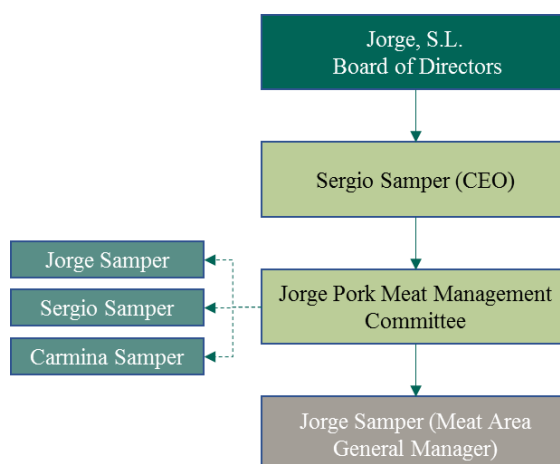 Jorge, S.L.
Board of Directors
Sergio Samper (CEO)
Jorge Samper
Sergio Samper
Carmina Samper
Jorge Pork Meat Management
Committee
Jorge Samper (Meat Area
General Manager)